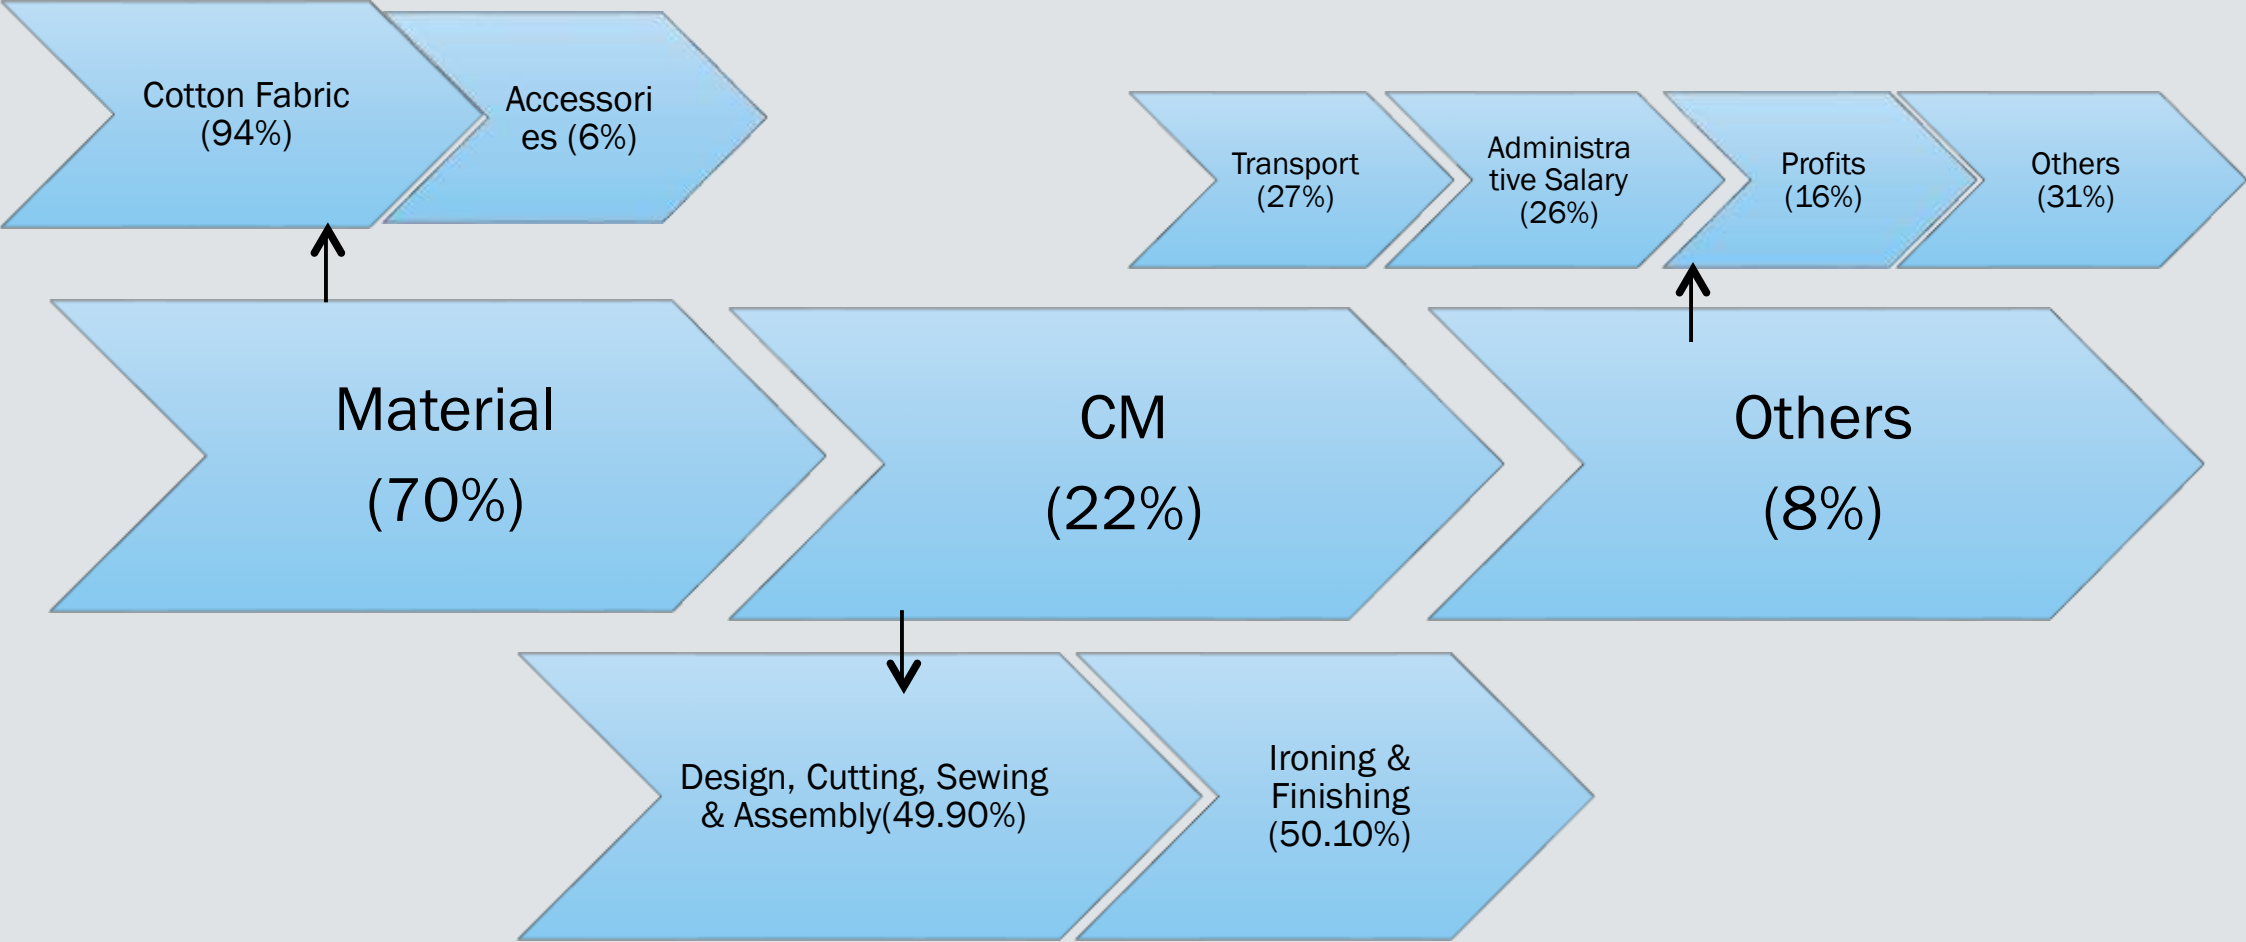 Cotton Fabric
(94%)
Accessori
es (6%)
Transport
(27%)
Administra
tive Salary
(26%)
Profits
(16%)
Others
(31%)
Material
(70%)
CM
(22%)
Others
(8%)
Design, Cutting, Sewing
& Assembly(49.90%)
Ironing &
Finishing
(50.10%)